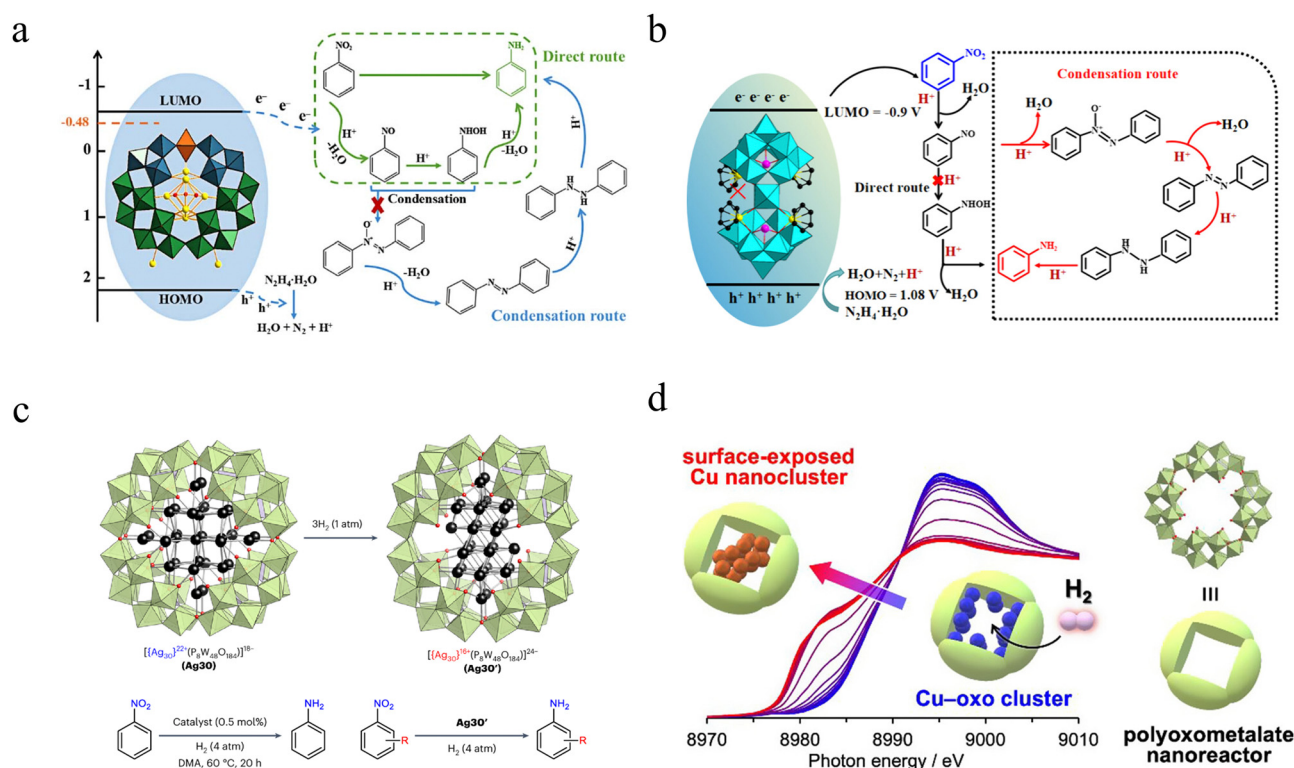 a
-1
-0.48
0
1
2
LUMO
HOMO
e⁻
e⁻
e⁻
h⁺
h⁺
N₂H₄·H₂O
H₂O + N₂ + H⁺
NO₂
NH₂
Direct route
H⁺
-H₂O
NO
H⁺
NHOH
H⁺
-H₂O
Condensation
O⁻
N⁺
N
-H₂O
H⁺
N
N
H
N
N
H
H⁺
H⁺
Condensation route
b
e⁻ e⁻ e⁻ e⁻
LUMO = -0.9 V
h⁺ h⁺ h⁺ h⁺
H₂O+N₂+H⁺
HOMO = 1.08 V
N₂H₄·H₂O
NO₂
H⁺
H₂O
NO
Direct route
H⁺
NHOH
H⁺
H₂O
Condensation route
H₂O
H⁺
O⁻
N⁺
N
H₂O
H⁺
N
N
H⁺
H
N
N
H
H⁺
NH₂
c
3H₂ (1 atm)
[{Ag₃₀}²²⁺(P₈W₄₈O₁₈₄)]¹⁸⁻
(Ag30)
[{Ag₃₀}¹⁶⁺(P₈W₄₈O₁₈₄)]²⁴⁻
(Ag30′)
NO₂
Catalyst (0.5 mol%)
H₂ (4 atm)
DMA, 60 °C, 20 h
NH₂
NO₂
R
Ag30′
H₂ (4 atm)
NH₂
R
d
surface-exposed
Cu nanocluster
H₂
Cu–oxo cluster
8970
8980
8990
9000
9010
Photon energy / eV
polyoxometalate
nanoreactor